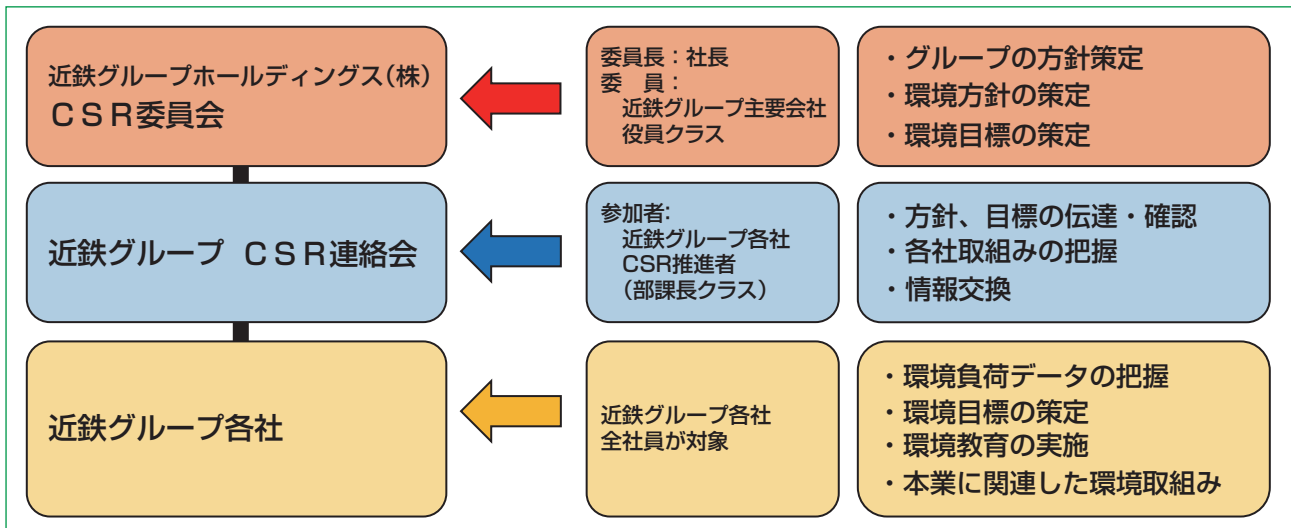 近鉄グループホールディングス(株)
ＣＳＲ委員会
委員長：社長
委　員：
近鉄グループ主要会社
役員クラス
・グループの方針策定
・環境方針の策定
・環境目標の策定
近鉄グループ ＣＳＲ連絡会
参加者:
近鉄グループ各社
CSR推進者
（部課長クラス）
・方針、目標の伝達・確認
・各社取組みの把握
・情報交換
近鉄グループ各社
近鉄グループ各社
全社員が対象
・環境負荷データの把握
・環境目標の策定
・環境教育の実施
・本業に関連した環境取組み